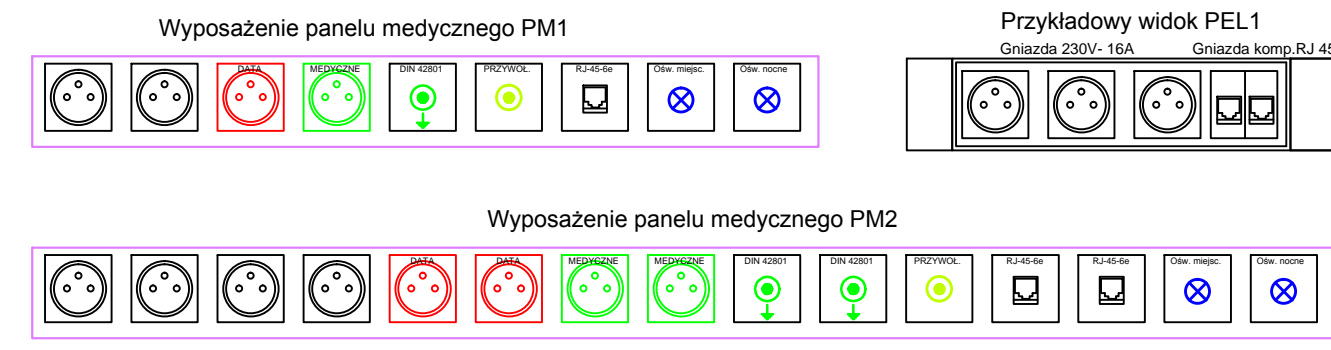 Wyposażenie panelu medycznego PM1
Przykładowy widok PEL1
Gniazda 230V- 16A Gniazda komp.RJ 45
DATA MEDYCZNE DIN 42801 PRZYWOŁ. RJ-45-6e Ośw. miejsc. Ośw. nocne
Wyposażenie panelu medycznego PM2
DATA DATA MEDYCZNE MEDYCZNE DIN 42801 DIN 42801 PRZYWOŁ. RJ-45-6e RJ-45-6e Ośw. miejsc. Ośw. nocne